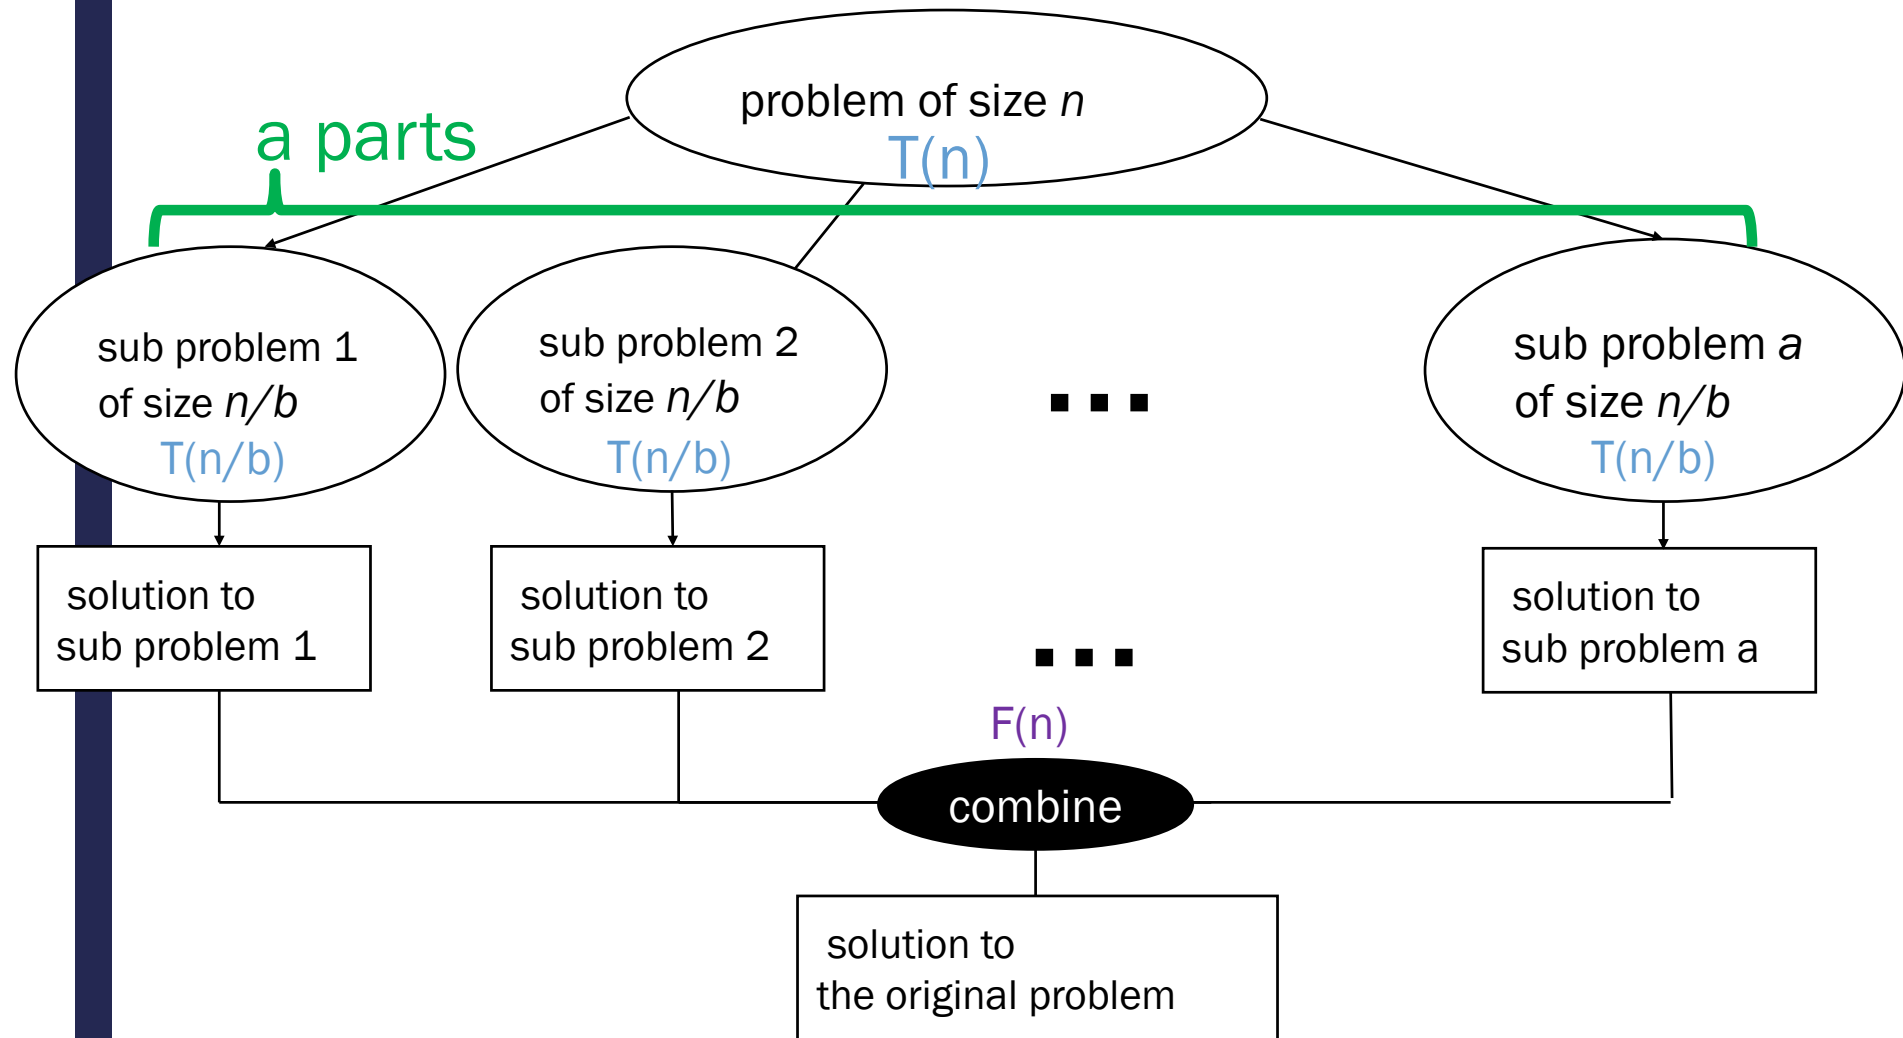 problem of size n
T(n)
a parts
sub problem 1
of size n/b
T(n/b)
sub problem 2
of size n/b
T(n/b)
...
sub problem a
of size n/b
T(n/b)
solution to
sub problem 1
solution to
sub problem 2
...
solution to
sub problem a
F(n)
combine
solution to
the original problem